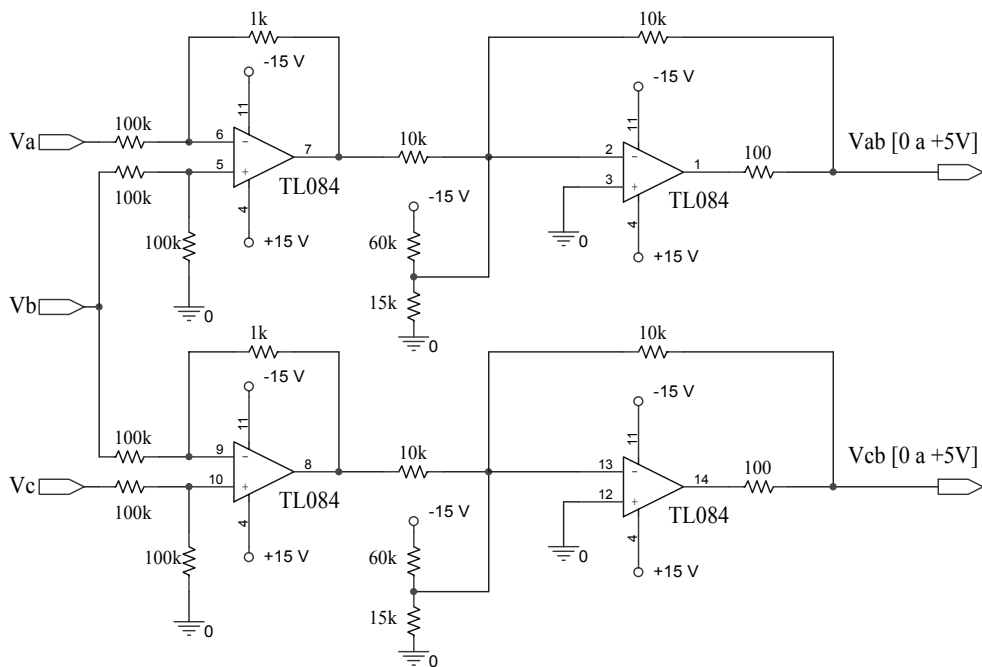 1k
10k
-15 V
-15 V
11
11
Va
100k
6
7
10k
2
1
100
Vab [0 a +5V]
100k
5
TL084
3
TL084
4
-15 V
4
100k
+15 V
60k
0
+15 V
Vb
15k
0
0
1k
10k
-15 V
-15 V
11
11
100k
9
8
10k
13
14
100
Vcb [0 a +5V]
Vc
10
TL084
12
TL084
100k
4
-15 V
4
100k
+15 V
60k
0
+15 V
15k
0
0